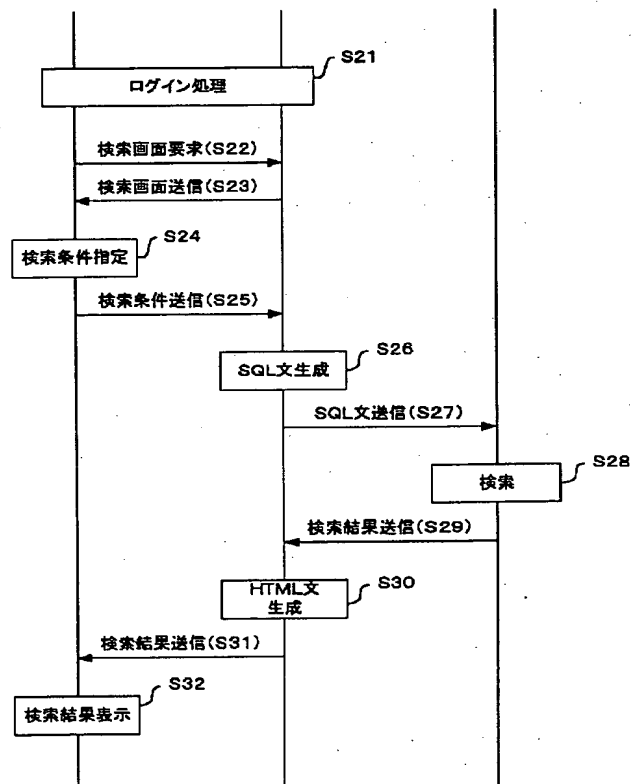 S21
ログイン処理
検索画面要求(S22)
検索画面送信(S23)
S24
検索条件指定
検索条件送信(S25)
S26
SQL文生成
SQL文送信(S27)
S28
検索
検索結果送信(S29)
S30
HTML文
生成
検索結果送信(S31)
S32
検索結果表示